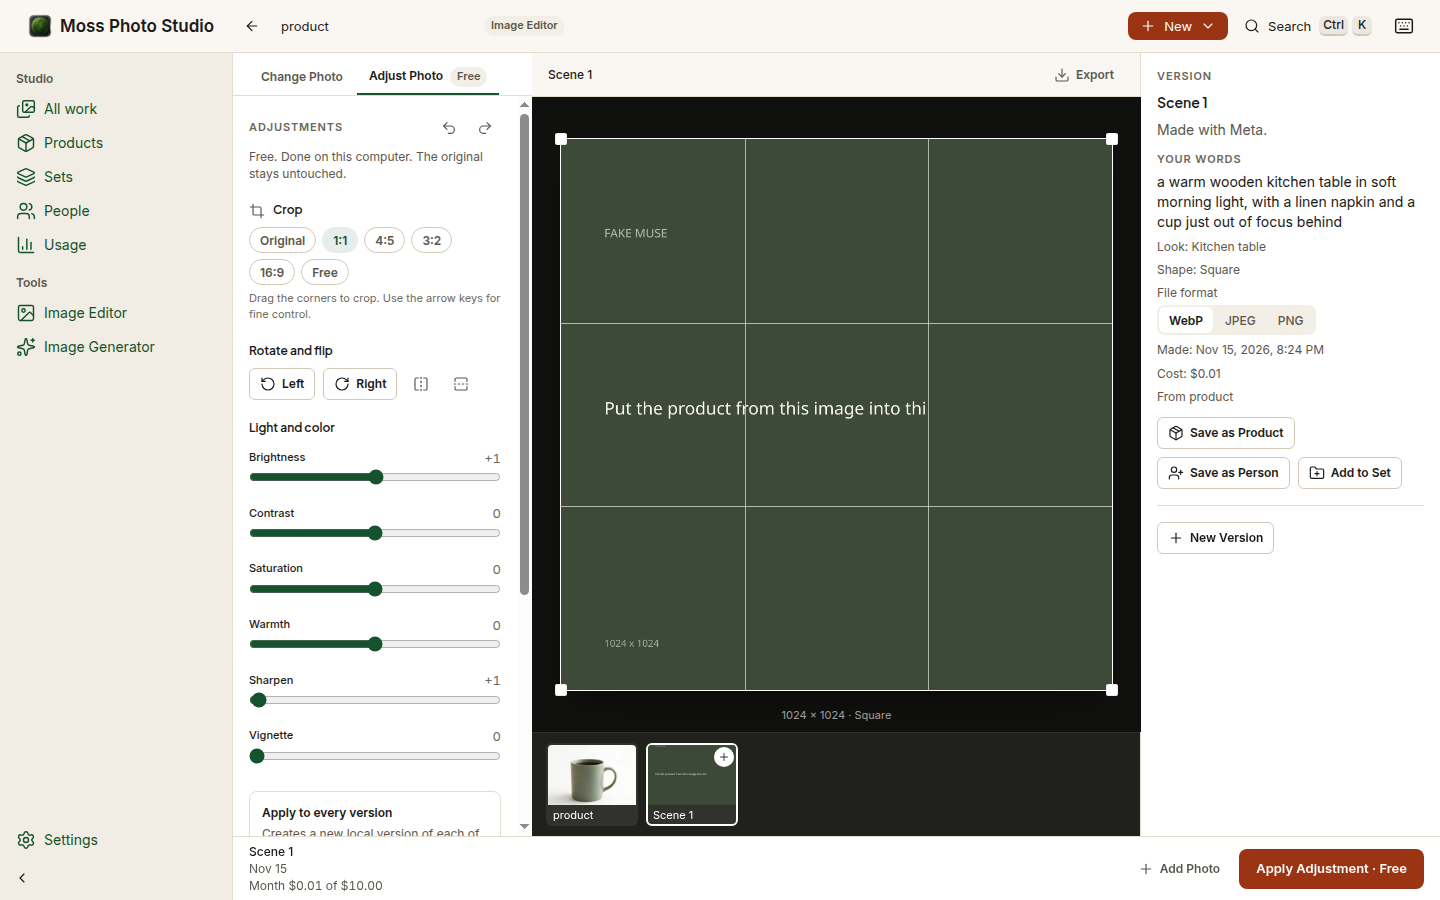 Moss Photo Studio
product
Image Editor
New
Search
Ctrl
K
Studio
All work
Products
Sets
People
Usage
Tools
Image Editor
Image Generator
Settings
Change Photo
Adjust Photo
Free
ADJUSTMENTS
Free. Done on this computer. The original
stays untouched.
Crop
Original
1:1
4:5
3:2
16:9
Free
Drag the corners to crop. Use the arrow keys for
fine control.
Rotate and flip
Left
Right
Light and color
Brightness
+1
Contrast
0
Saturation
0
Warmth
0
Sharpen
+1
Vignette
0
Apply to every version
Creates a new local version of each of
Scene 1
Export
FAKE MUSE
Put the product from this image into thi
1024 x 1024
1024 × 1024 · Square
product
Scene 1
VERSION
Scene 1
Made with Meta.
YOUR WORDS
a warm wooden kitchen table in soft
morning light, with a linen napkin and a
cup just out of focus behind
Look: Kitchen table
Shape: Square
File format
WebP
JPEG
PNG
Made: Nov 15, 2026, 8:24 PM
Cost: $0.01
From product
Save as Product
Save as Person
Add to Set
New Version
Scene 1
Nov 15
Month $0.01 of $10.00
Add Photo
Apply Adjustment · Free